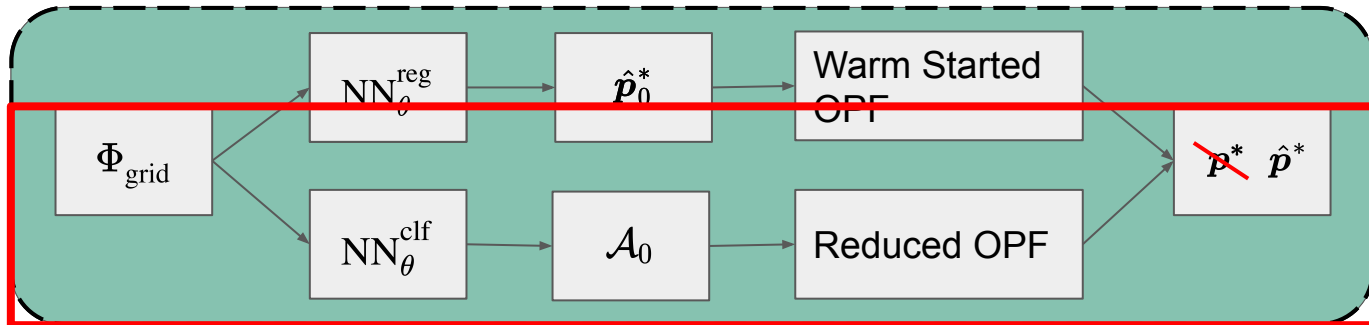 NN_θ^reg
p̂_0^*
Warm Started
OPF
Φ_grid
p^* p̂^*
NN_θ^clf
𝒜_0
Reduced OPF